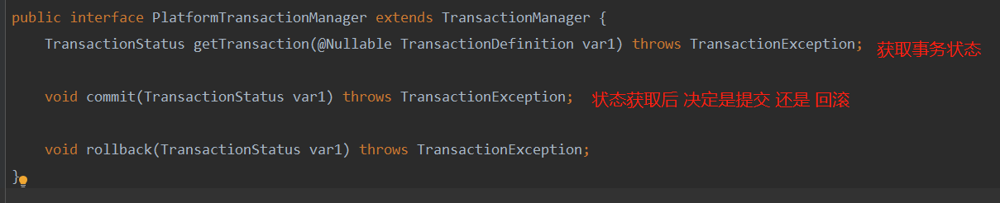 public interface PlatformTransactionManager extends TransactionManager {
TransactionStatus getTransaction(@Nullable TransactionDefinition var1) throws TransactionException; 获取事务状态
void commit(TransactionStatus var1) throws TransactionException; 状态获取后 决定是提交 还是 回滚
void rollback(TransactionStatus var1) throws TransactionException;
}